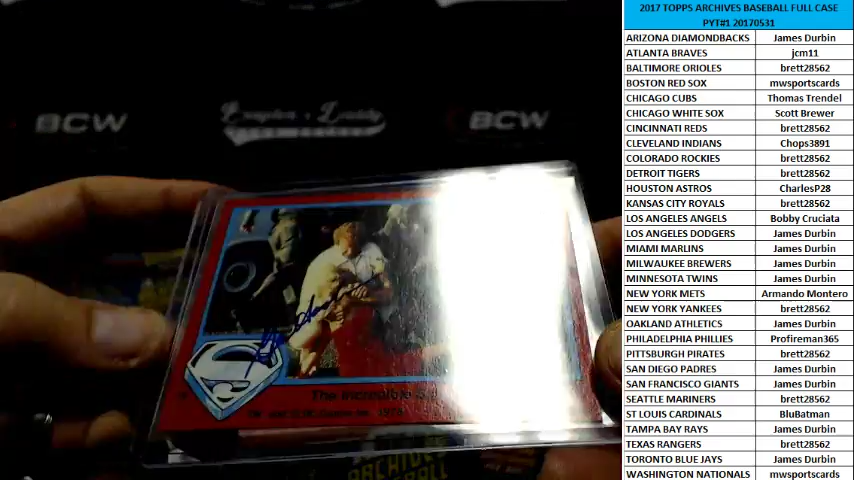 2017 TOPPS ARCHIVES BASEBALL FULL CASE
PYT#1 20170531
ARIZONA DIAMONDBACKS James Durbin
ATLANTA BRAVES jcm11
BALTIMORE ORIOLES brett28562
BOSTON RED SOX mwsportscards
CHICAGO CUBS Thomas Trendel
CHICAGO WHITE SOX Scott Brewer
CINCINNATI REDS brett28562
CLEVELAND INDIANS Chops3891
COLORADO ROCKIES brett28562
DETROIT TIGERS brett28562
HOUSTON ASTROS CharlesP28
KANSAS CITY ROYALS brett28562
LOS ANGELES ANGELS Bobby Cruciata
LOS ANGELES DODGERS James Durbin
MIAMI MARLINS James Durbin
MILWAUKEE BREWERS James Durbin
MINNESOTA TWINS James Durbin
NEW YORK METS Armando Montero
NEW YORK YANKEES brett28562
OAKLAND ATHLETICS James Durbin
PHILADELPHIA PHILLIES Profireman365
PITTSBURGH PIRATES brett28562
SAN DIEGO PADRES James Durbin
SAN FRANCISCO GIANTS James Durbin
SEATTLE MARINERS brett28562
ST LOUIS CARDINALS BluBatman
TAMPA BAY RAYS James Durbin
TEXAS RANGERS brett28562
TORONTO BLUE JAYS James Durbin
WASHINGTON NATIONALS mwsportscards
BCW
BCW
The Incredible
1978